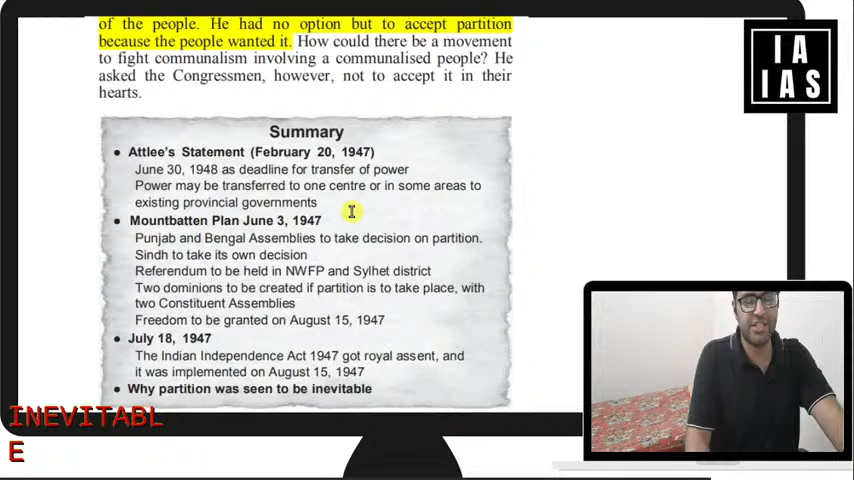 of the people. He had no option but to accept partition
because the people wanted it. How could there be a movement
to fight communalism involving a communalised people? He
asked the Congressmen, however, not to accept it in their
hearts.
Summary
• Attlee's Statement (February 20, 1947)
June 30, 1948 as deadline for transfer of power
Power may be transferred to one centre or in some areas to
existing provincial governments
• Mountbatten Plan June 3, 1947
Punjab and Bengal Assemblies to take decision on partition.
Sindh to take its own decision
Referendum to be held in NWFP and Sylhet district
Two dominions to be created if partition is to take place, with
two Constituent Assemblies
Freedom to be granted on August 15, 1947
• July 18, 1947
The Indian Independence Act 1947 got royal assent, and
it was implemented on August 15, 1947
• Why partition was seen to be inevitable
IA
IAS
INEVITABL
E